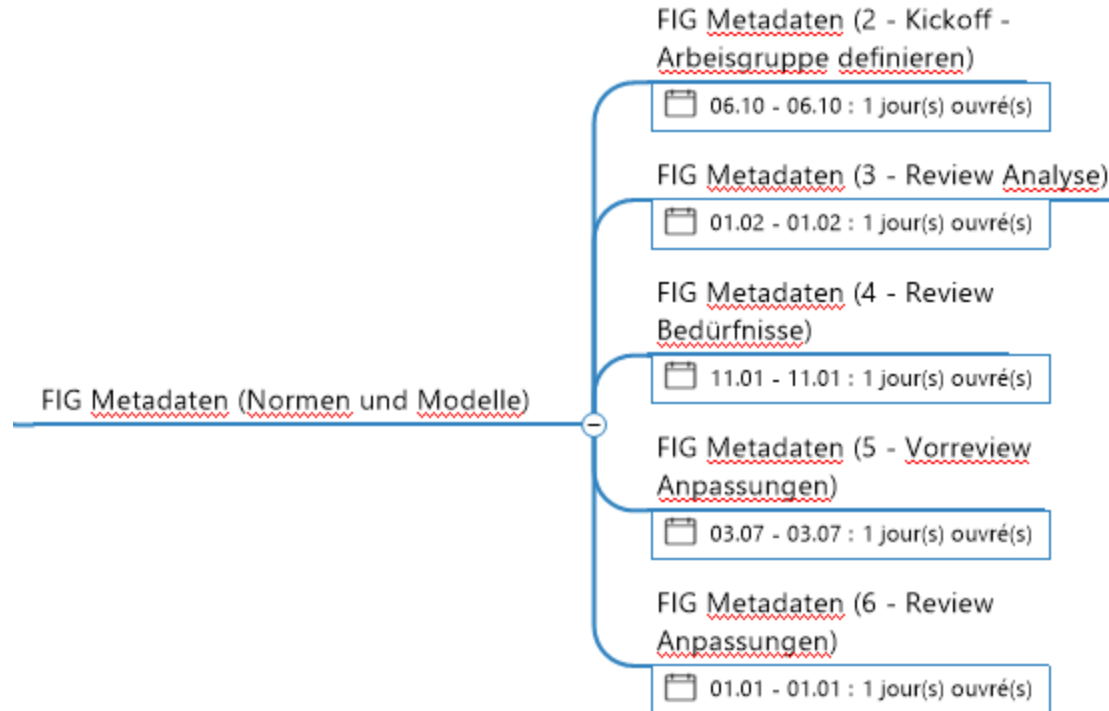 FIG Metadaten (2 - Kickoff -
Arbeisgruppe definieren)
06.10 - 06.10 : 1 jour(s) ouvré(s)
FIG Metadaten (3 - Review Analyse)
01.02 - 01.02 : 1 jour(s) ouvré(s)
FIG Metadaten (4 - Review
Bedürfnisse)
11.01 - 11.01 : 1 jour(s) ouvré(s)
FIG Metadaten (Normen und Modelle)
FIG Metadaten (5 - Vorreview
Anpassungen)
03.07 - 03.07 : 1 jour(s) ouvré(s)
FIG Metadaten (6 - Review
Anpassungen)
01.01 - 01.01 : 1 jour(s) ouvré(s)